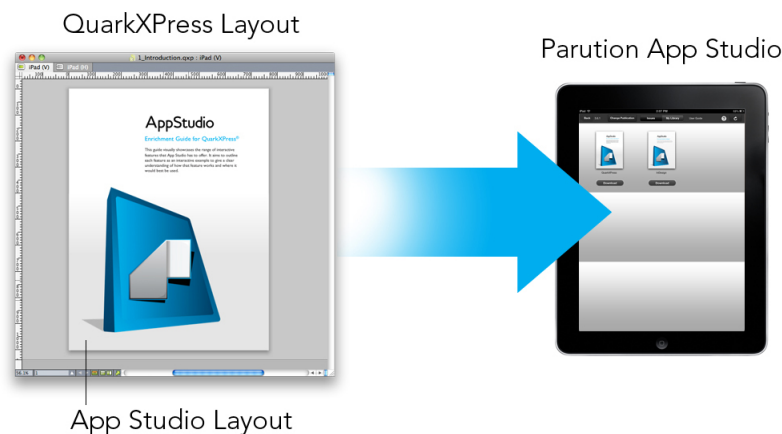 QuarkXPress Layout
Parution App Studio
1_Introduction.qxp : iPad (V)
iPad (V) iPad (H)
AppStudio
Enrichment Guide for QuarkXPress®
This guide visually showcases the range of interactive
features that App Studio has to offer. It aims to outline
each feature as an interactive example to give a clear
understanding of how that feature works and where it
would best be used.
Download Download
App Studio Layout